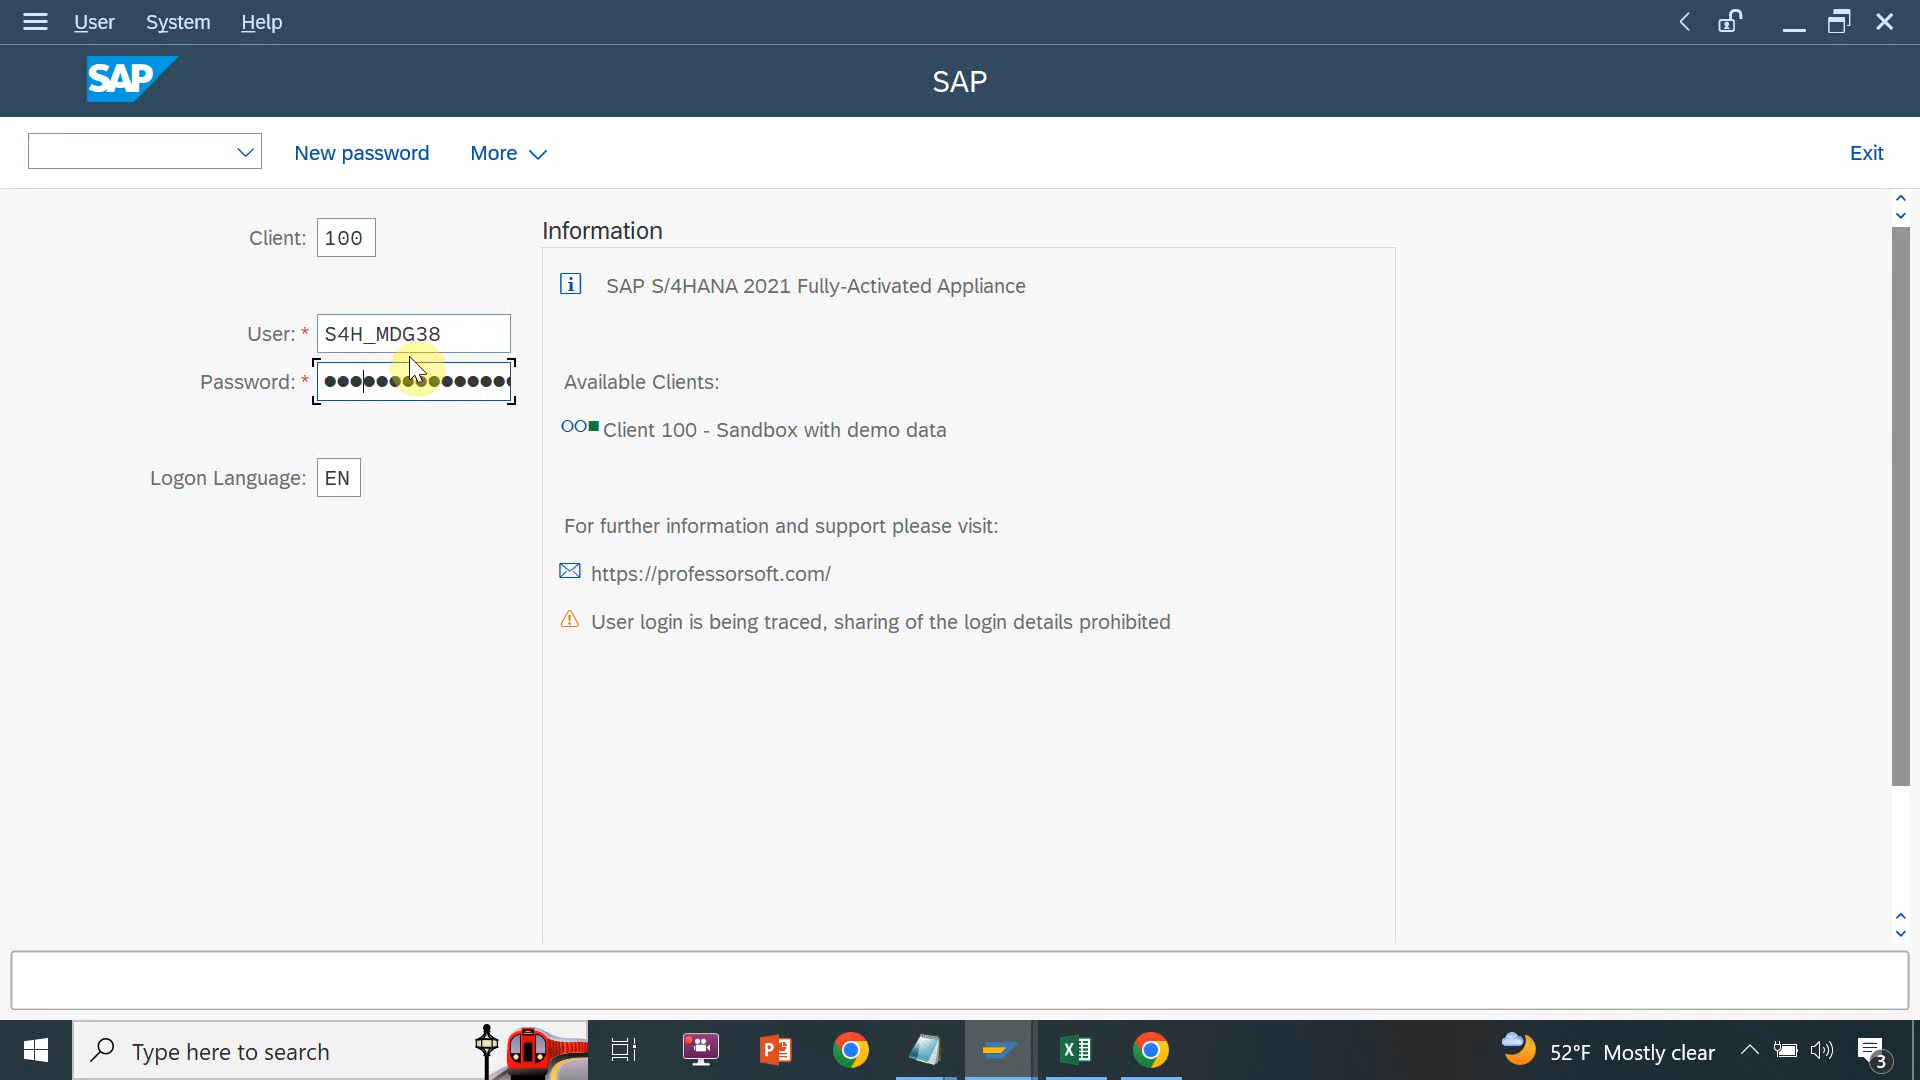 User System Help
SAP SAP
New password More Exit
Client: 100
User: * S4H_MDG38
Password: *
Logon Language: EN
Information
SAP S/4HANA 2021 Fully-Activated Appliance
Available Clients:
Client 100 - Sandbox with demo data
For further information and support please visit:
https://professorsoft.com/
User login is being traced, sharing of the login details prohibited
Type here to search
52°F Mostly clear
3